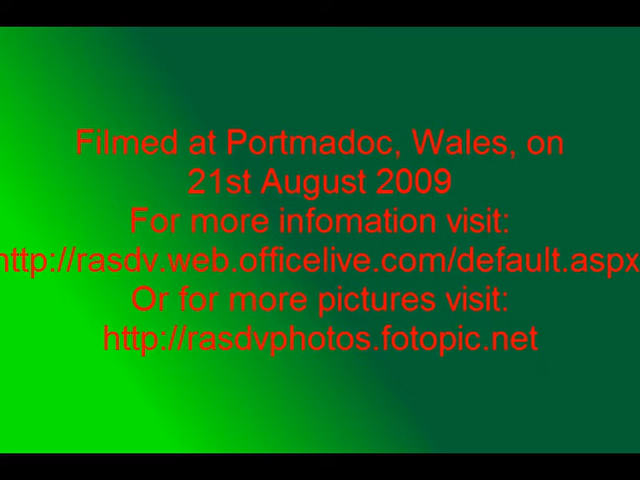 Filmed at Portmadoc, Wales, on
21st August 2009
For more infomation visit:
http://rasdv.web.officelive.com/default.aspx
Or for more pictures visit:
http://rasdvphotos.fotopic.net